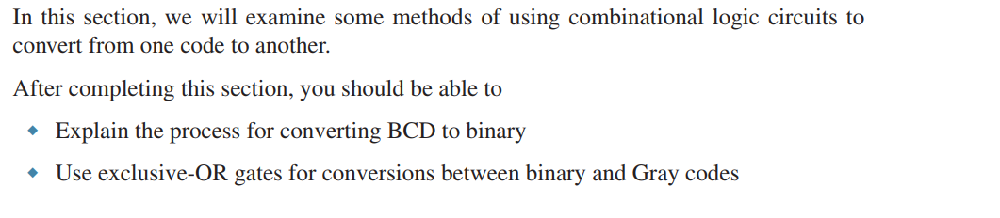 In this section, we will examine some methods of using combinational logic circuits to
convert from one code to another.
After completing this section, you should be able to
◆ Explain the process for converting BCD to binary
◆ Use exclusive-OR gates for conversions between binary and Gray codes